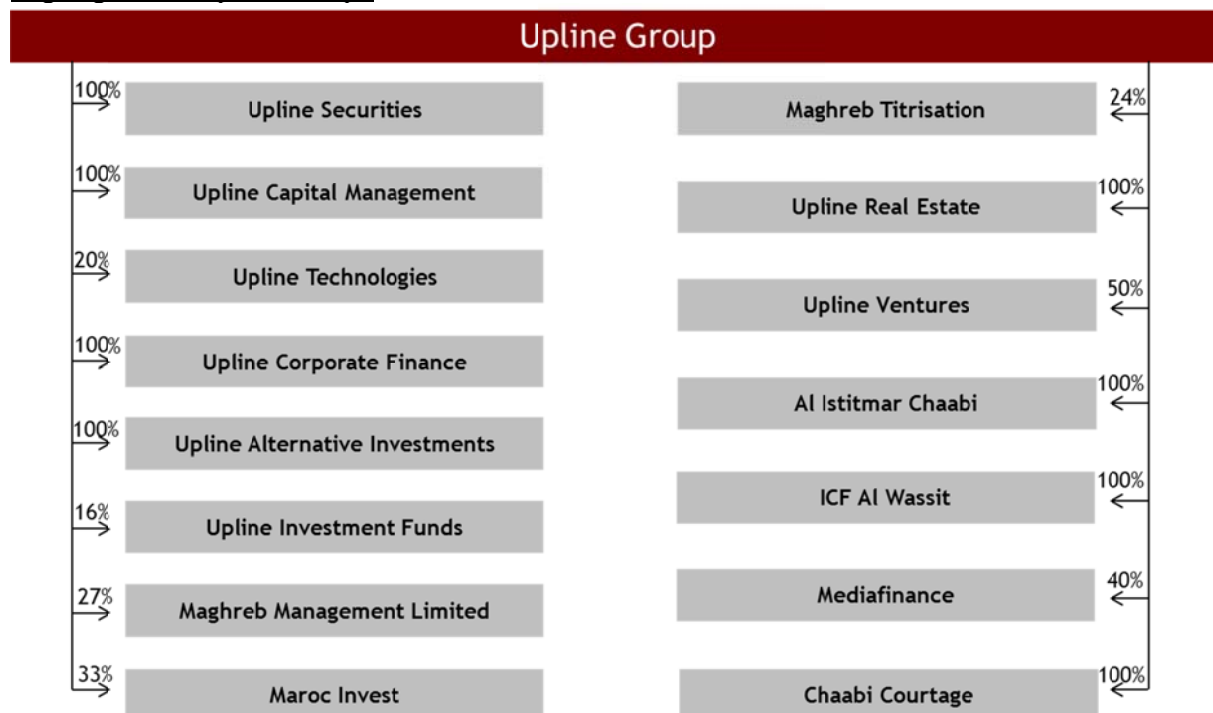 Upline Group
100%
Upline Securities
100%
Upline Capital Management
20%
Upline Technologies
100%
Upline Corporate Finance
100%
Upline Alternative Investments
16%
Upline Investment Funds
27%
Maghreb Management Limited
33%
Maroc Invest
24%
Maghreb Titrisation
100%
Upline Real Estate
50%
Upline Ventures
100%
Al Istitmar Chaabi
100%
ICF Al Wassit
40%
Mediafinance
100%
Chaabi Courtage